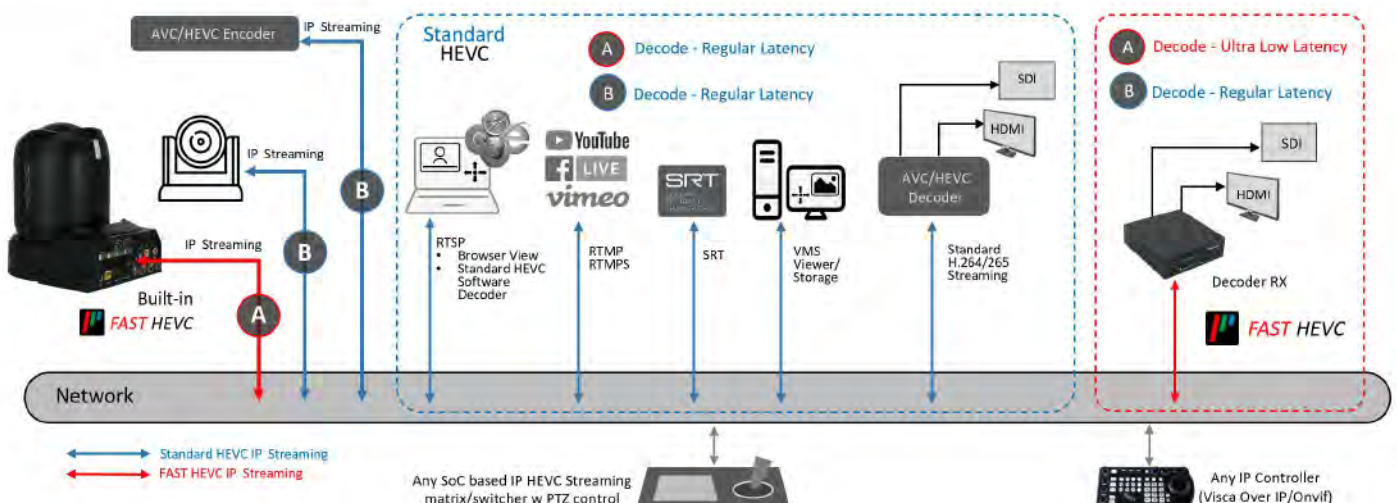 AVC/HEVC Encoder
IP Streaming
IP Streaming
B
B
IP Streaming
A
Built-in
FAST HEVC
Standard
HEVC
A Decode - Regular Latency
B Decode - Regular Latency
RTSP
• Browser View
• Standard HEVC
Software
Decoder
YouTube
f LIVE
vimeo
RTMP
RTMPS
SRT
SRT
VMS
Viewer/
Storage
SDI
HDMI
AVC/HEVC
Decoder
Standard
H.264/265
Streaming
A Decode - Ultra Low Latency
B Decode - Regular Latency
SDI
HDMI
Decoder RX
FAST HEVC
Network
Standard HEVC IP Streaming
FAST HEVC IP Streaming
Any SoC based IP HEVC Streaming
matrix/switcher w PTZ control
Any IP Controller
(Visca Over IP/Onvif)